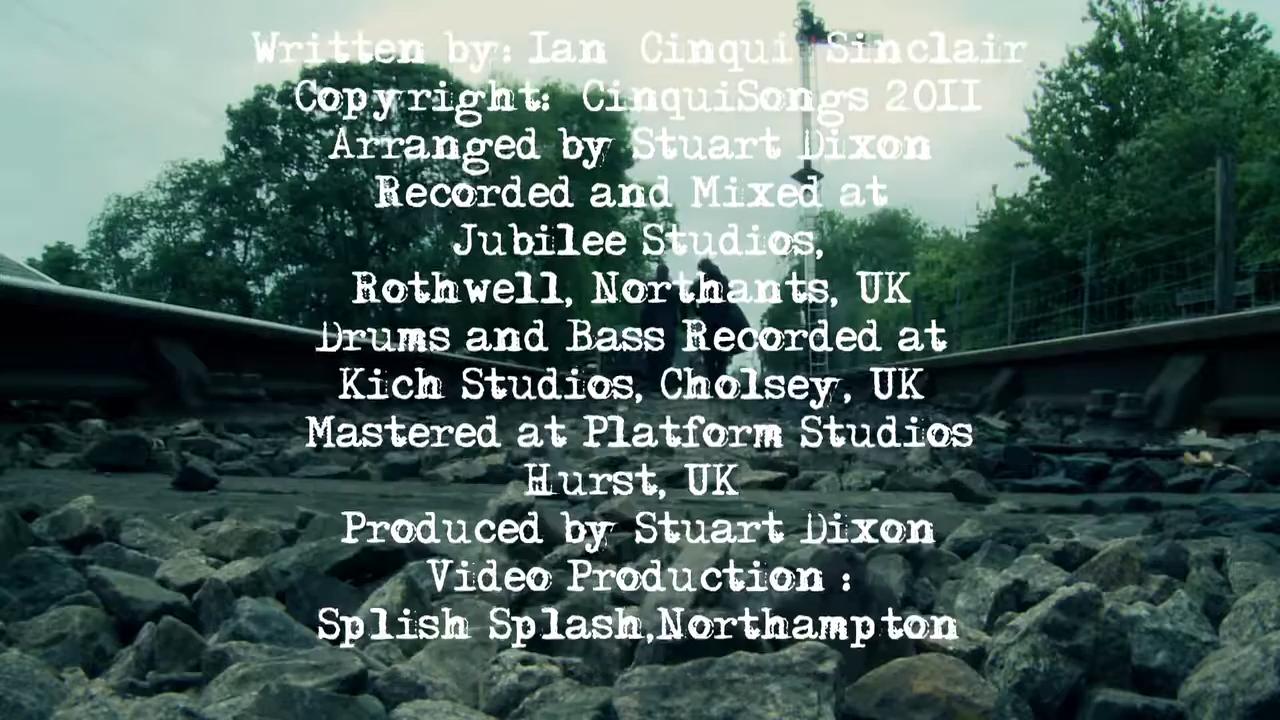 Written by: Ian Cinqui Sinclair
Copyright: CinquiSongs 2011
Arranged by Stuart Dixon
Recorded and Mixed at
Jubilee Studios,
Rothwell, Northants, UK
Drums and Bass Recorded at
Kich Studios, Cholsey, UK
Mastered at Platform Studios
Hurst, UK
Produced by Stuart Dixon
Video Production :
Splish Splash,Northampton